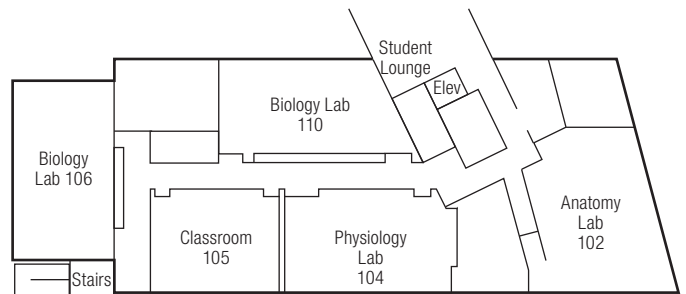 Student
Lounge
Elev
Biology Lab
110
Biology
Lab 106
Anatomy
Lab
102
Classroom
105
Physiology
Lab
104
Stairs